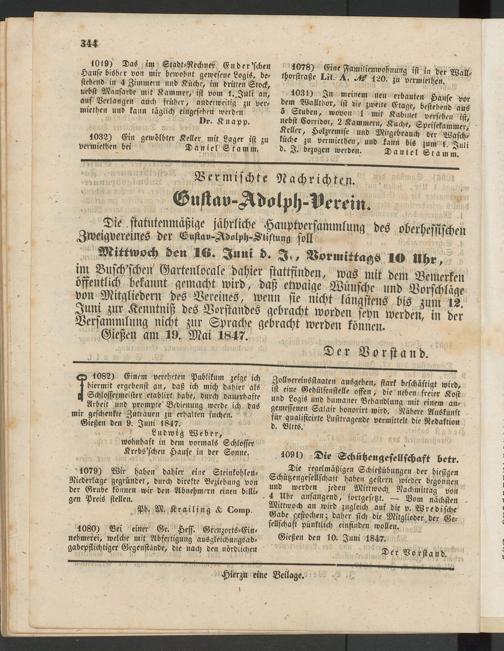 344
1049) Das im Stadt-Rechner Ender'schen
Hause bisher von mir bewohnt gewesene Logis, be-
stehend in 4 Zimmern und Küche, im dritten Stock,
nebst Mansarde mit Kammer, ist vom 1. Juli an,
auf Verlangen auch früher, anderweitig zu ver-
miethen und kann täglich eingesehen werden.
Dr. Knapp.
1032) Ein gewölbter Keller mit Lager ist zu
vermiethen bei Daniel Stamm.
1078) Eine Familienwohnung ist in der Wall-
thorstraße Lit. A. № 120. zu vermiethen.
1031) In meinem neu erbauten Hause vor
dem Wallthor, ist die zweite Etage, bestehend aus
5 Stuben, wovon 1 mit Kabinet versehen ist,
nebst Corridor, 2 Kammern, Küche, Speisekammer,
Keller, Holzremise und Mitgebrauch der Wasch-
küche zu vermiethen, und kann bis zum 1. Juli
d. J. bezogen werden. Daniel Stamm.
Vermischte Nachrichten.
Gustav-Adolph-Verein.
Die statutenmäßige jährliche Hauptversammlung des oberhessischen
Zweigvereines der Gustav-Adolph-Stiftung soll
Mittwoch den 16. Juni d. J., Vormittags 10 Uhr,
im Busch'schen Gartenlocale dahier stattfinden, was mit dem Bemerken
öffentlich bekannt gemacht wird, daß etwaige Wünsche und Vorschläge
von Mitgliedern des Vereines, wenn sie nicht längstens bis zum 12.
Juni zur Kenntniß des Vorstandes gebracht worden seyn werden, in der
Versammlung nicht zur Sprache gebracht werden können.
Gießen am 19. Mai 1847.
Der Vorstand.
1082) Einem verehrten Publikum zeige ich
hiermit ergebenst an, daß ich mich dahier als
Schlossermeister etablirt habe, durch dauerhafte
Arbeit und prompte Bedienung werde ich das
mir geschenkte Zutrauen zu erhalten suchen.
Gießen den 9. Juni 1847.
Ludwig Weber,
wohnhaft in dem vormals Schlosser
Krebs'schen Hause in der Sonne.
1079) Wir haben dahier eine Steinkohlen-
Niederlage gegründet, durch direkte Beziehung von
der Grube können wir den Abnehmern einen billi-
gen Preis stellen.
Ph. M. Krailing & Comp.
1080) Bei einer Gr. Hess. Grenzorts-Ein-
nehmerei, welche mit Abfertigung ausgleichungsab-
gabepflichtiger Gegenstände, die nach den nördlichen
Zollvereinsstaaten ausgehen, stark beschäftigt wird,
ist eine Gehülfenstelle offen, die neben freier Kost
und Logis und humaner Behandlung mit einen an-
gemessenen Salair honorirt wird. Nähere Auskunft
für qualificirte Lusttragende vermittelt die Redaktion
d. Blts.
1091) Die Schützengesellschaft betr.
Die regelmäßigen Schießübungen der hiesigen
Schützengesellschaft haben gestern wieder begonnen
und werden jeden Mittwoch Nachmittag von
4 Uhr anfangend, fortgesetzt. — Vom nächsten
Mittwoch an wird zugleich auf die v. Wredische
Gabe geschossen; daher sich die Mitglieder der Ge-
sellschaft pünktlich einfinden wollen.
Gießen den 10. Juni 1847.
Der Vorstand.
Hierzu eine Beilage.